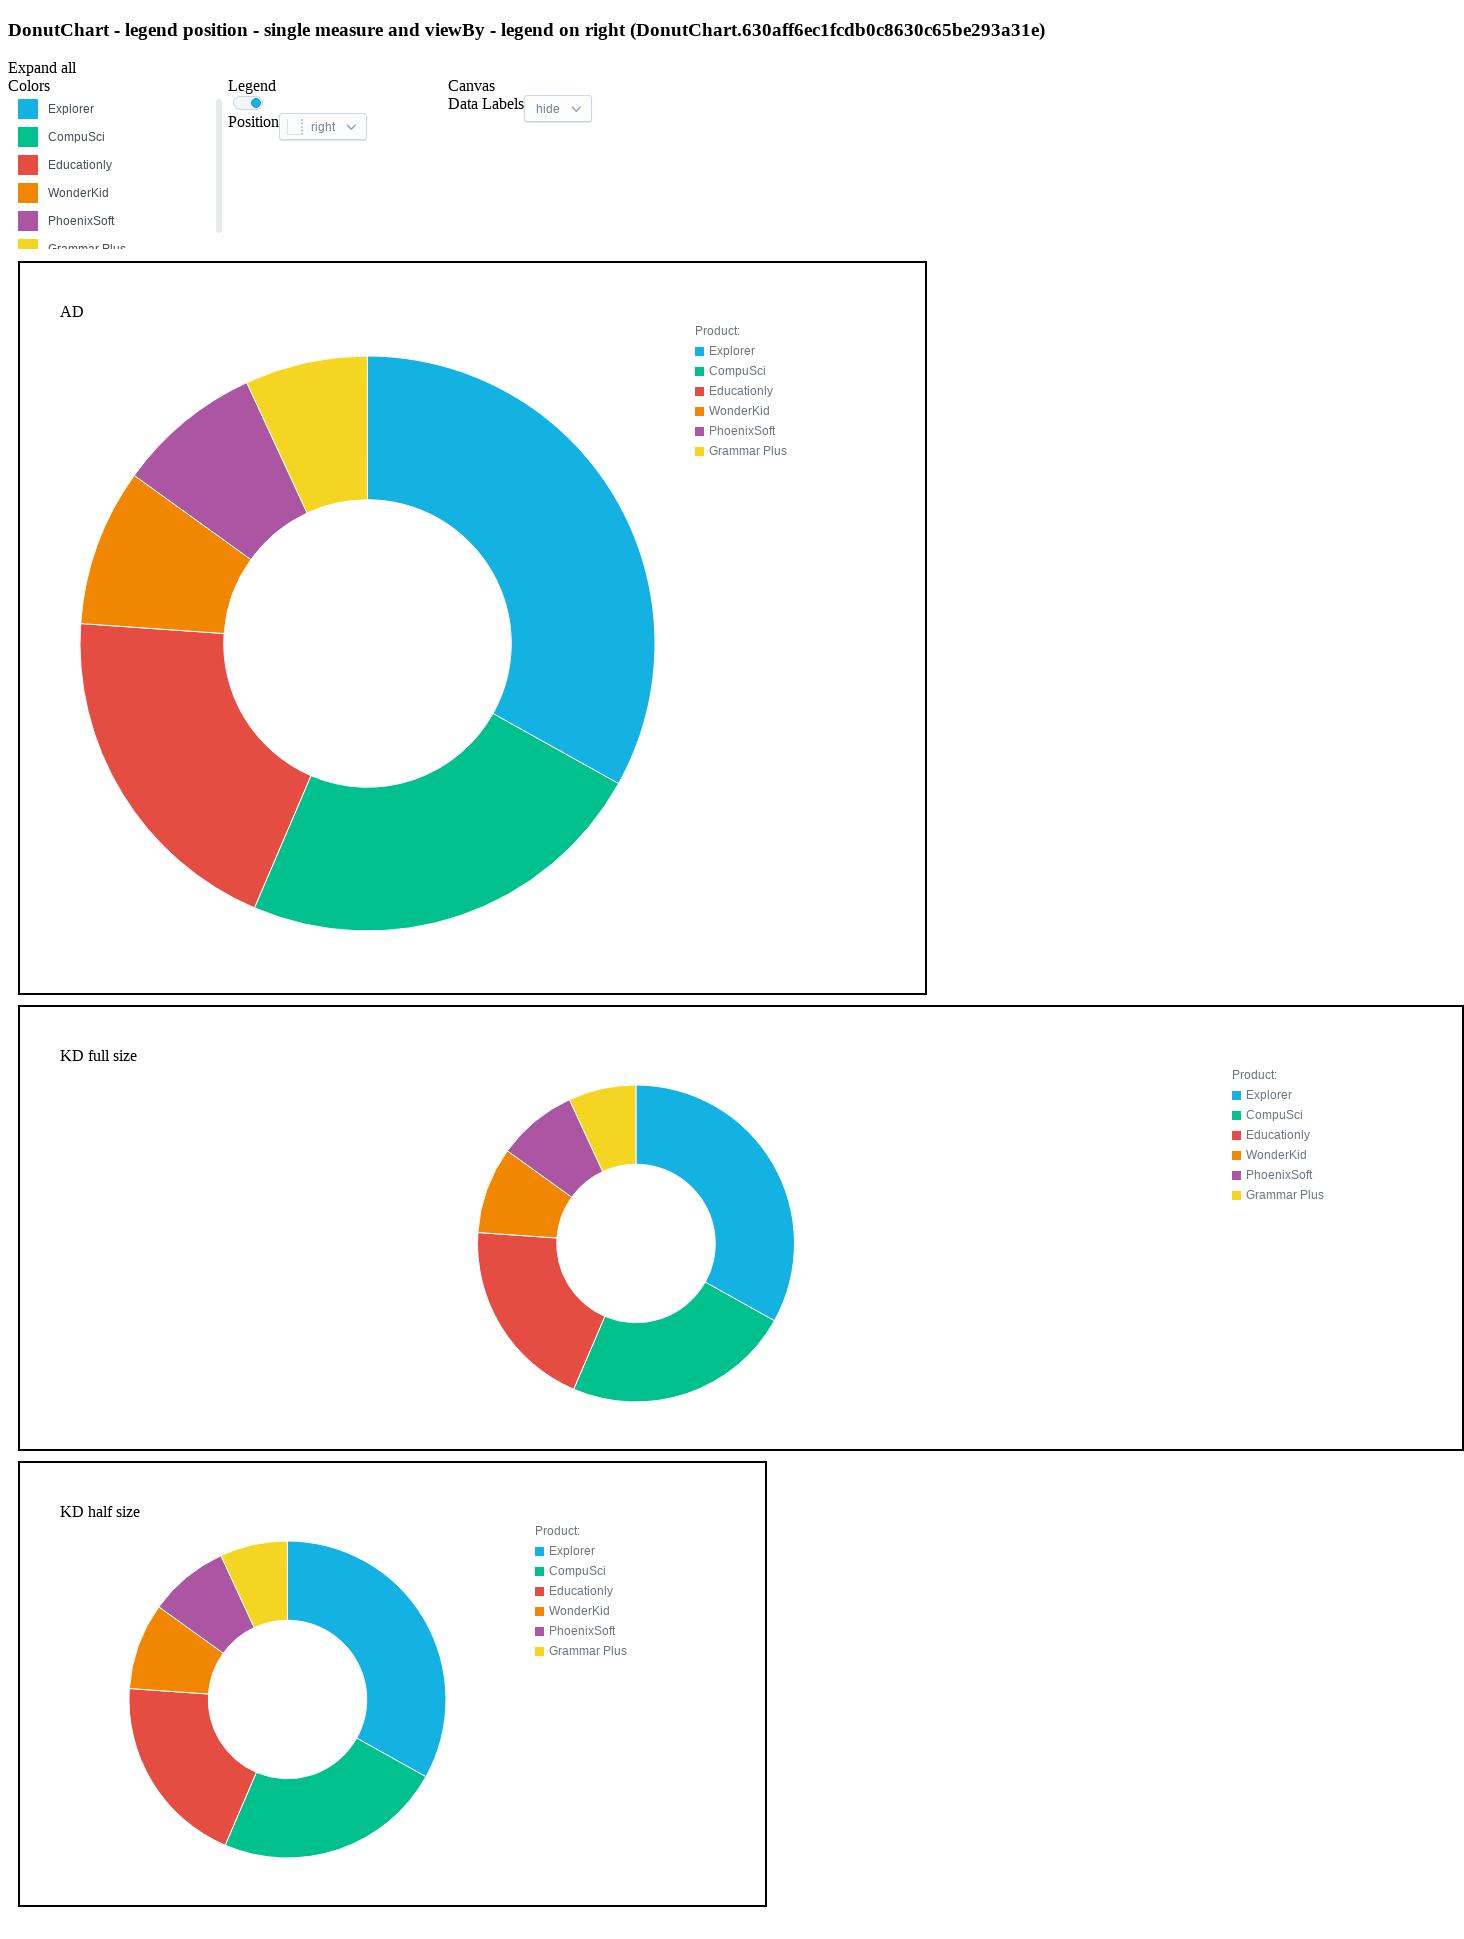 DonutChart - legend position - single measure and viewBy - legend on right (DonutChart.630aff6ec1fcdb0c8630c65be293a31e)
Expand all
Colors
Explorer
CompuSci
Educationly
WonderKid
PhoenixSoft
Grammar Plus
Legend
Position right
Canvas
Data Labels hide
AD
Product:
Explorer
CompuSci
Educationly
WonderKid
PhoenixSoft
Grammar Plus
KD full size
Product:
Explorer
CompuSci
Educationly
WonderKid
PhoenixSoft
Grammar Plus
KD half size
Product:
Explorer
CompuSci
Educationly
WonderKid
PhoenixSoft
Grammar Plus